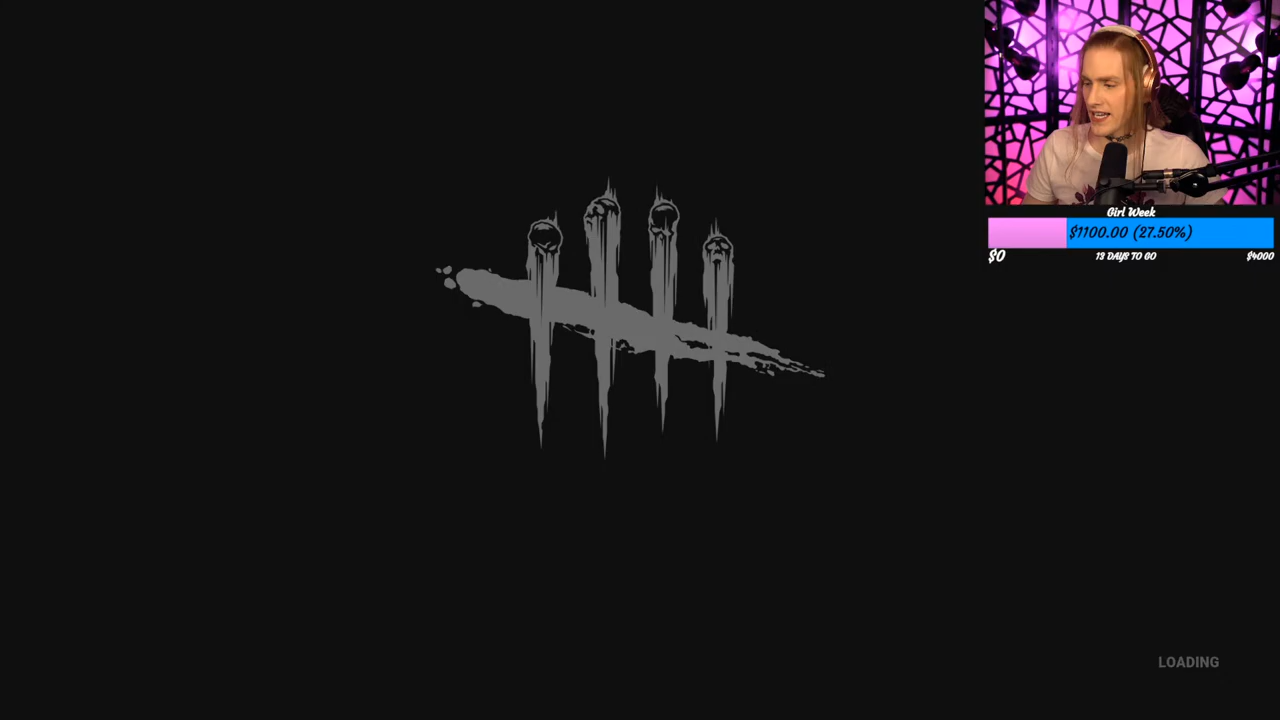 Girl Week
$1100.00 (27.50%)
$0
13 DAYS TO GO
$4000
LOADING